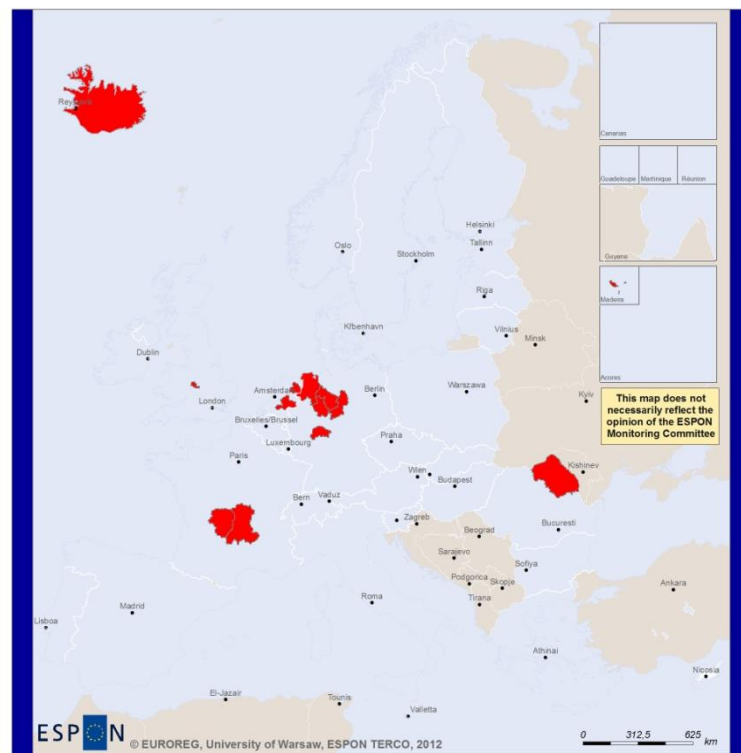 Reykjavik
Canarias
Guadeloupe
Martinique
Réunion
Guyane
Helsinki
Tallinn
Oslo
Stockholm
Riga
Madeira
Křbenhavn
Vilnius
Minsk
Dublin
Acores
London
Amsterdam
Berlin
Warszawa
Kyiv
This map does not
necessarily reflect the
opinion of the ESPON
Monitoring Committee
Bruxelles/Brussel
Luxembourg
Praha
Paris
Kishinev
Wien
Budapest
Bern
Vaduz
Zagreb
Bucuresti
Beograd
Sarajevo
Sofiya
Podgorica
Skopje
Tirana
Ankara
Roma
Madrid
Lisboa
Athinai
Nicosia
El-Jazair
Tounis
Valletta
ESPON
© EUROREG, University of Warsaw, ESPON TERCO, 2012
0 312,5 625
km